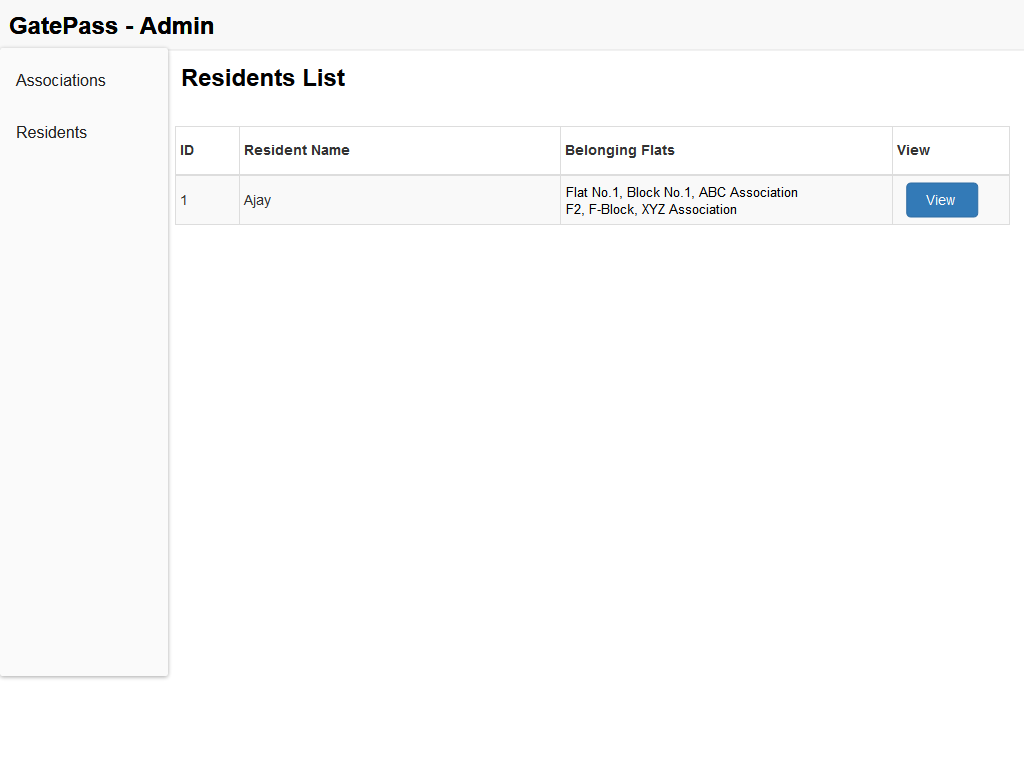 GatePass - Admin
Associations
Residents
Residents List
ID Resident Name Belonging Flats View
1 Ajay Flat No.1, Block No.1, ABC Association
F2, F-Block, XYZ Association
View